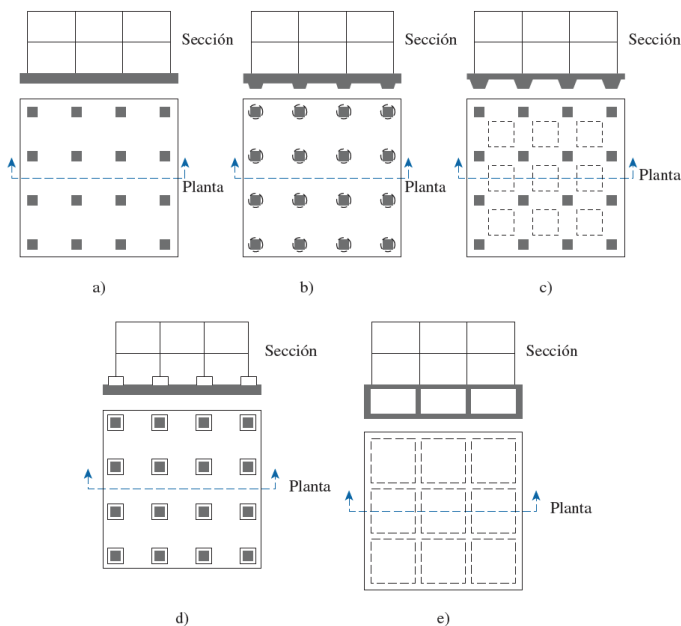 Sección
Sección
Sección
Planta
Planta
Planta
a)
b)
c)
Sección
Sección
Planta
Planta
d)
e)